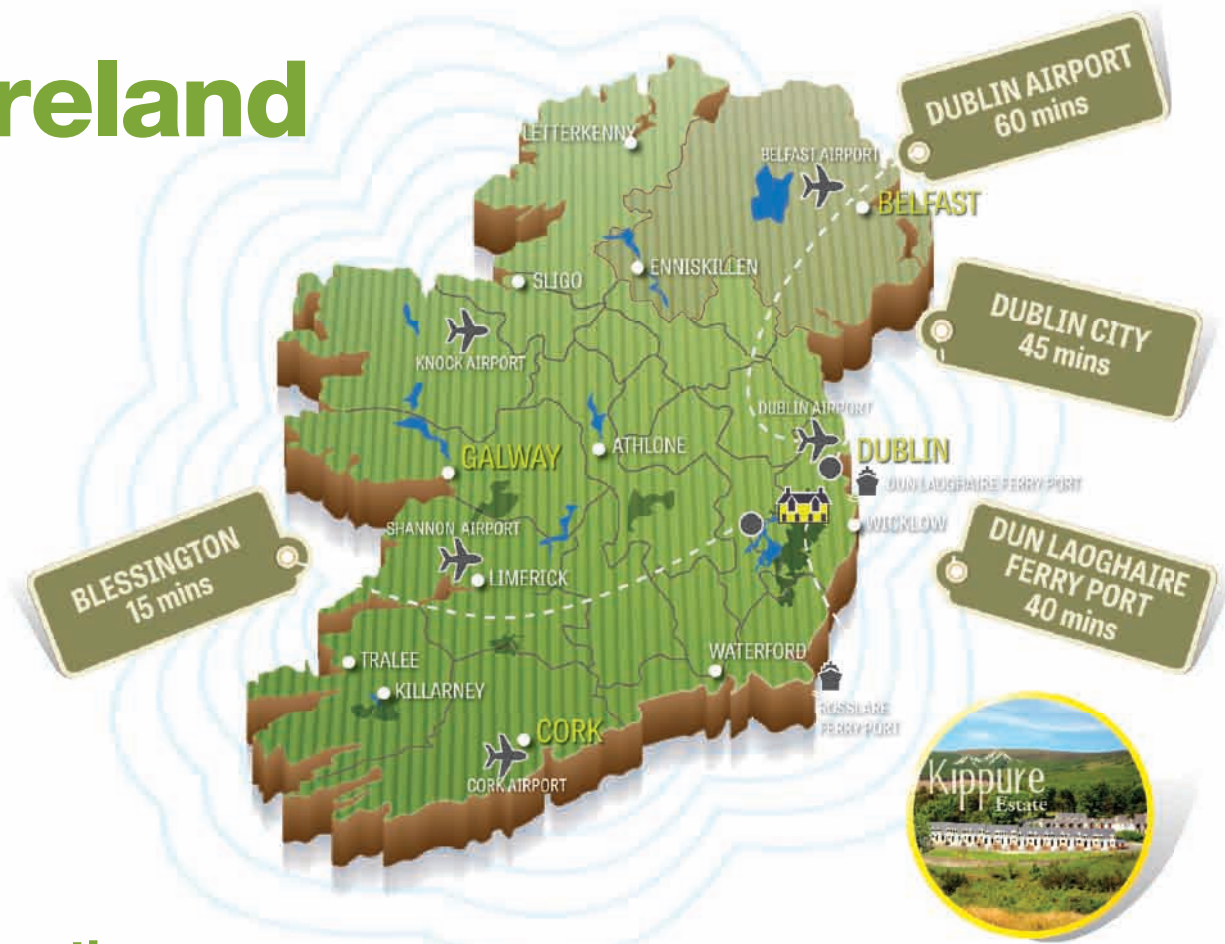 reland
DUBLIN AIRPORT
60 mins
LETTERKENNY
BELFAST AIRPORT
BELFAST
ENNISKILLEN
SLIGO
DUBLIN CITY
45 mins
KNOCK AIRPORT
DUBLIN AIRPORT
ATHLONE
DUBLIN
GALWAY
DUN LAOGHAIRE FERRY PORT
SHANNON AIRPORT
WICKLOW
BLESSINGTON
15 mins
LIMERICK
DUN LAOGHAIRE
FERRY PORT
40 mins
TRALEE
WATERFORD
KILLARNEY
ROSSLARE
FERRY PORT
CORK
CORK AIRPORT
Kippure
Estate